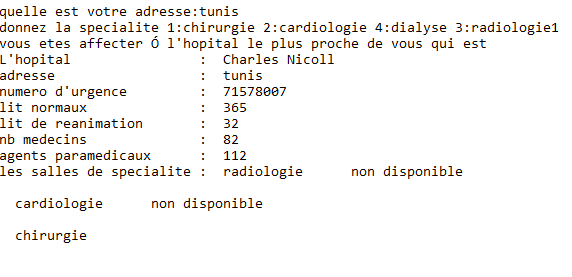 quelle est votre adresse:tunis
donnez la specialite 1:chirurgie 2:cardiologie 4:dialyse 3:radiologie1
vous etes affecter Ó l'hopital le plus proche de vous qui est
L'hopital : Charles Nicoll
adresse : tunis
numero d'urgence : 71578007
lit normaux : 365
lit de reanimation : 32
nb medecins : 82
agents paramedicaux : 112
les salles de specialite : radiologie non disponible
cardiologie non disponible
chirurgie